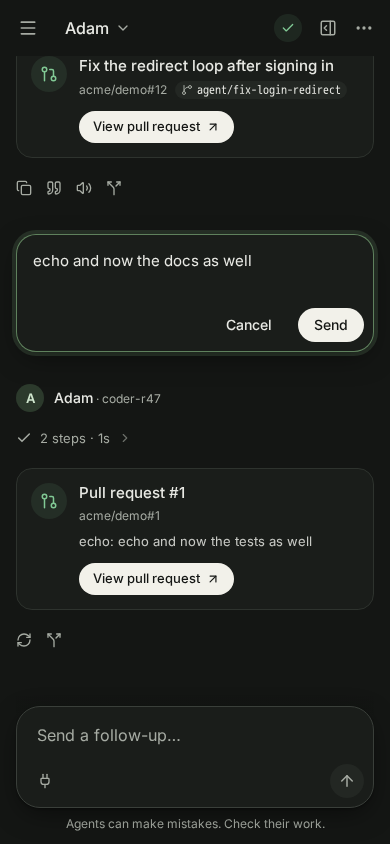 Adam
Fix the redirect loop after signing in
acme/demo#12 agent/fix-login-redirect
View pull request
echo and now the docs as well
Cancel Send
A Adam · coder-r47
2 steps · 1s
Pull request #1
acme/demo#1
echo: echo and now the tests as well
View pull request
Send a follow-up...
Agents can make mistakes. Check their work.